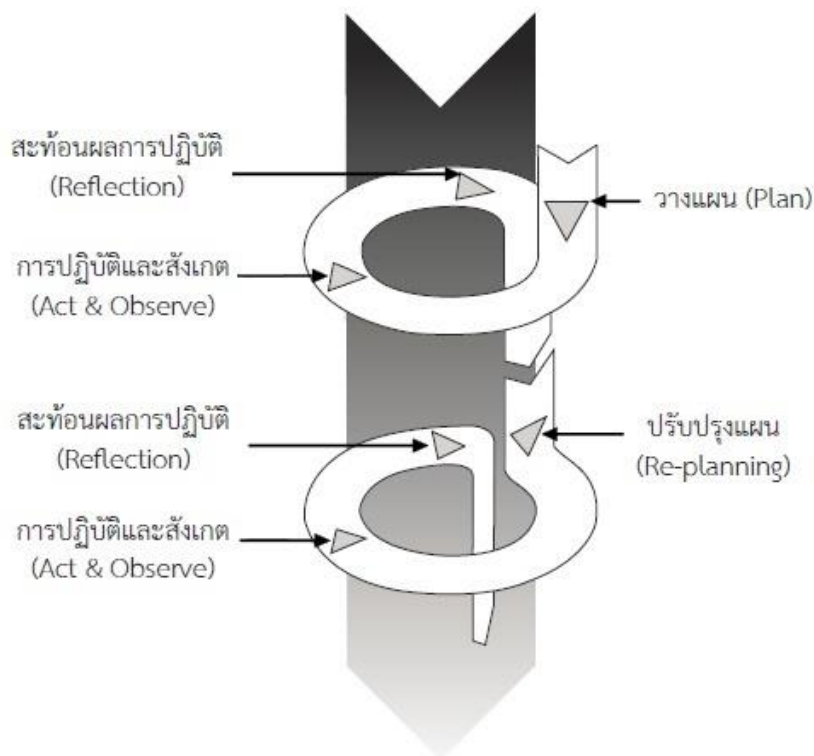 สะท้อนผลการปฏิบัติ
(Reflection)
วางแผน (Plan)
การปฏิบัติและสังเกต
(Act & Observe)
สะท้อนผลการปฏิบัติ
(Reflection)
ปรับปรุงแผน
(Re-planning)
การปฏิบัติและสังเกต
(Act & Observe)